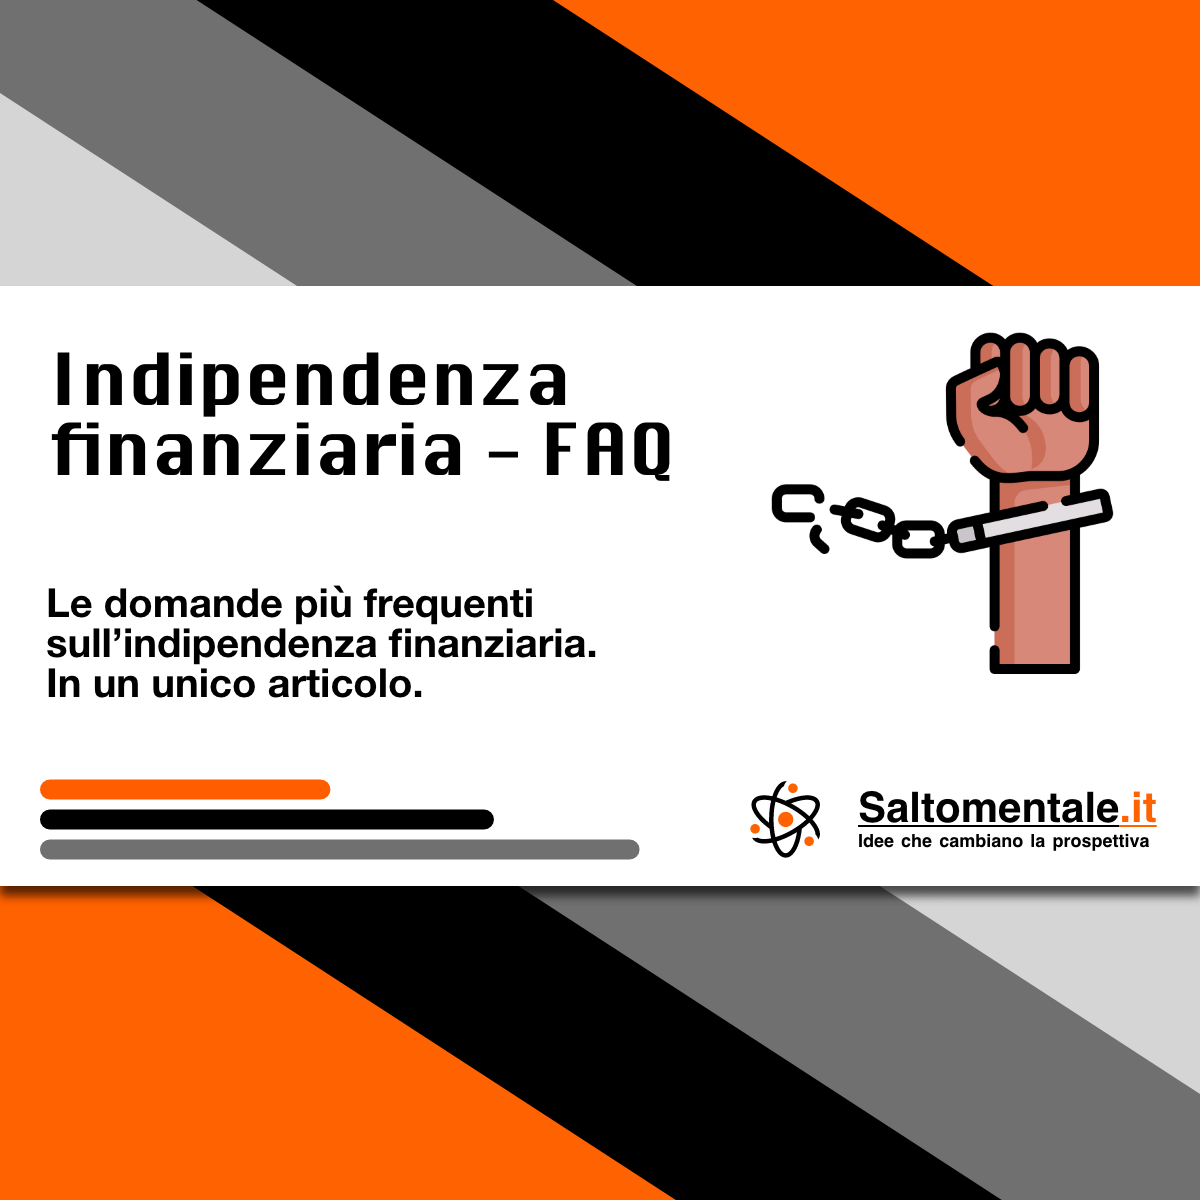 Indipendenza
finanziaria – FAQ
Le domande più frequenti
sull’indipendenza finanziaria.
In un unico articolo.
Saltomentale.it
Idee che cambiano la prospettiva